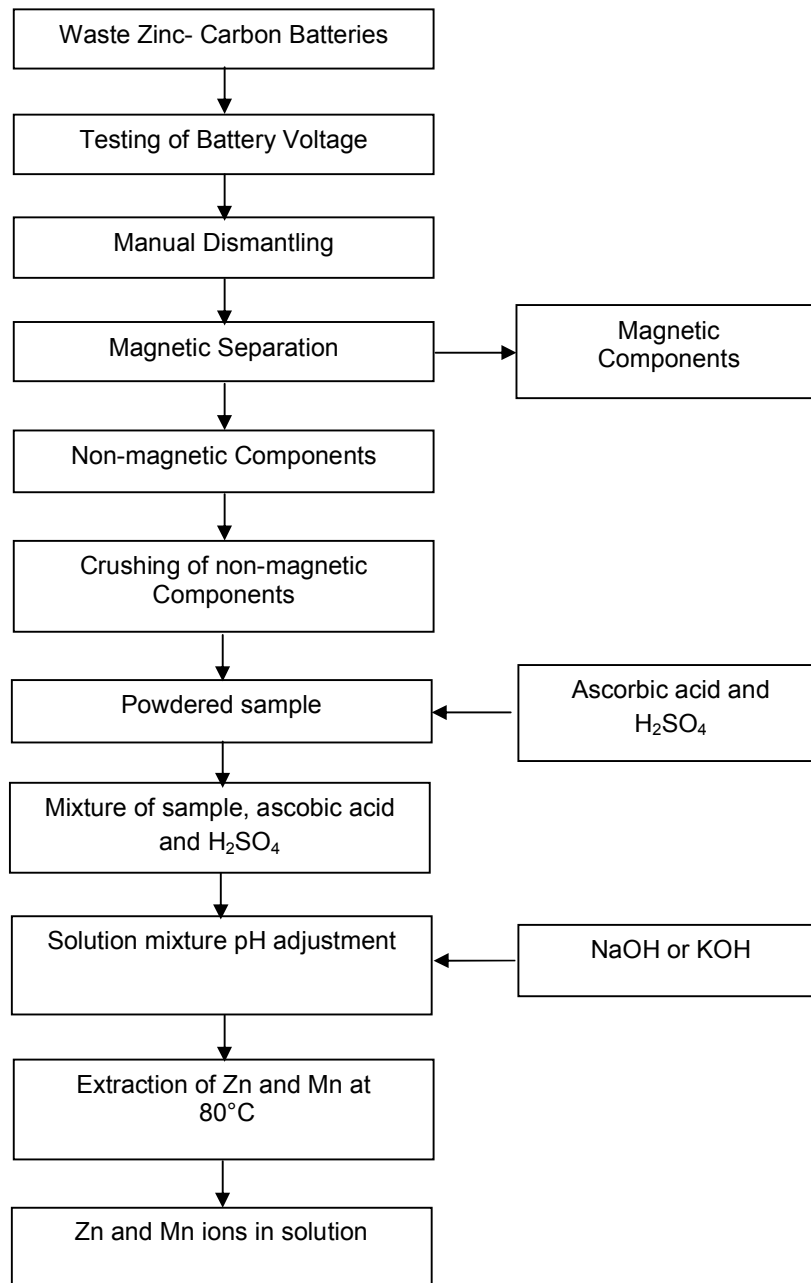 Waste Zinc- Carbon Batteries
Testing of Battery Voltage
Manual Dismantling
Magnetic Separation
Magnetic
Components
Non-magnetic Components
Crushing of non-magnetic
Components
Powdered sample
Ascorbic acid and
H₂SO₄
Mixture of sample, ascobic acid
and H₂SO₄
Solution mixture pH adjustment
NaOH or KOH
Extraction of Zn and Mn at
80°C
Zn and Mn ions in solution